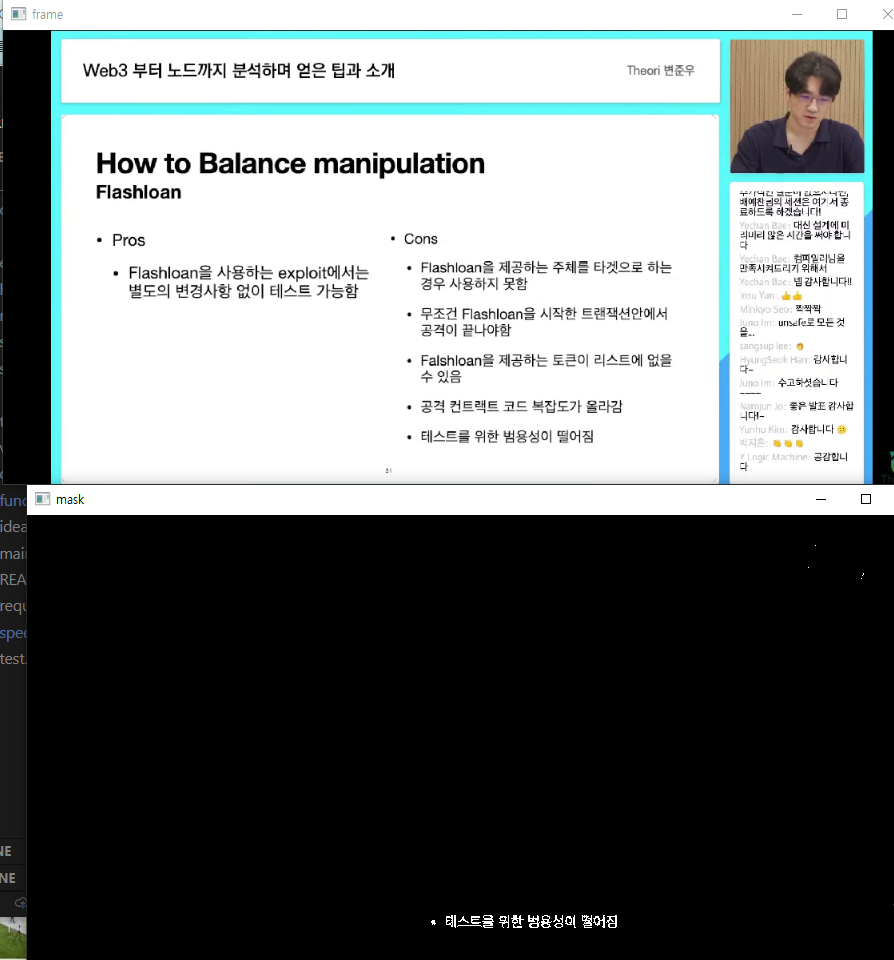 frame
Web3 부터 노드까지 분석하며 얻은 팁과 소개
Theori 변준우
How to Balance manipulation
Flashloan
• Pros
• Flashloan을 사용하는 exploit에서는
별도의 변경사항 없이 테스트 가능함
• Cons
• Flashloan을 제공하는 주체를 타겟으로 하는
경우 사용하지 못함
• 무조건 Flashloan을 시작한 트랜잭션안에서
공격이 끝나야함
• Falshloan을 제공하는 토큰이 리스트에 없을
수 있음
• 공격 컨트랙트 코드 복잡도가 올라감
• 테스트를 위한 범용성이 떨어짐
31
배예찬님의 세션은 여기서 종
료하도록 하겠습니다!
Yechan Bae: 대신 설계에 미
리미리 많은 시간을 써야 합니
다
Yechan Bae: 컴파일러님을
만족시켜드리기 위해서
Yechan Bae: 넵 감사합니다!!
Insu Yun: 👍👍
Minkyo Seo: 짝짝짝
Juno Im: unsafe로 모든 것
을...
sangsup lee: 👏
HyungSeok Han: 감사합니
다~
Juno Im: 수고하셧습니다
~~~~
Namjun Jo: 좋은 발표 감사합
니다!~
Yunho Kim: 감사합니다 🙂
박지훈: 👏👏👏
Y Logic Machine: 공감합니
다
mask
func
idea
mai
REA
requ
spee
test.
NE
NE
• 테스트를 위한 범용성이 떨어짐